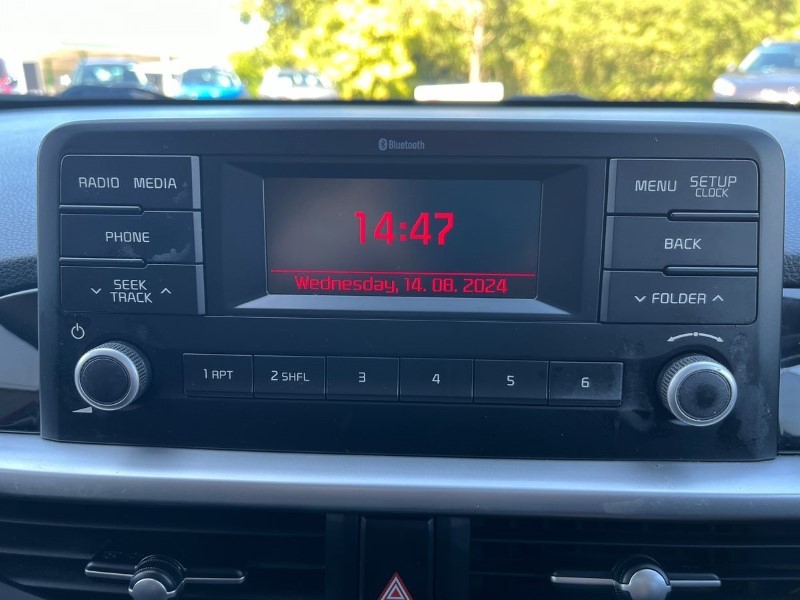 Bluetooth
RADIO MEDIA
PHONE
SEEK
TRACK
14:47
Wednesday, 14. 08. 2024
MENU SETUP
CLOCK
BACK
FOLDER
1 RPT
2 SHFL
3
4
5
6